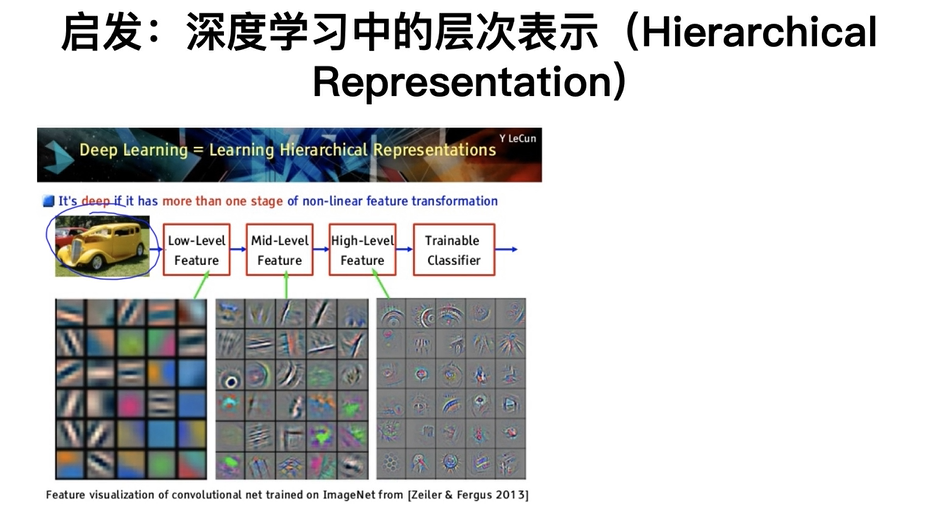 启发：深度学习中的层次表示（Hierarchical
Representation）
Y LeCun
Deep Learning = Learning Hierarchical Representations
It's deep if it has more than one stage of non-linear feature transformation
Low-Level
Feature
Mid-Level
Feature
High-Level
Feature
Trainable
Classifier
Feature visualization of convolutional net trained on ImageNet from [Zeiler & Fergus 2013]